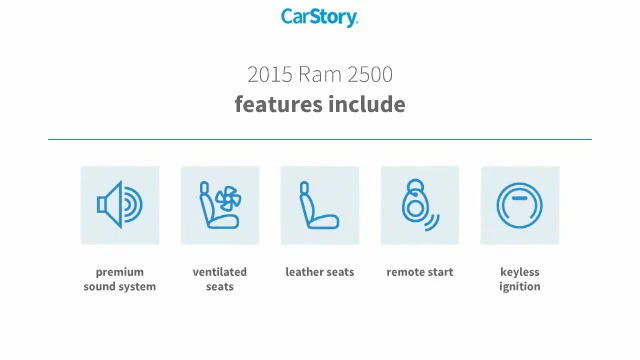 CarStory.
2015 Ram 2500
features include
premium
sound system
ventilated
seats
leather seats
remote start
keyless
ignition